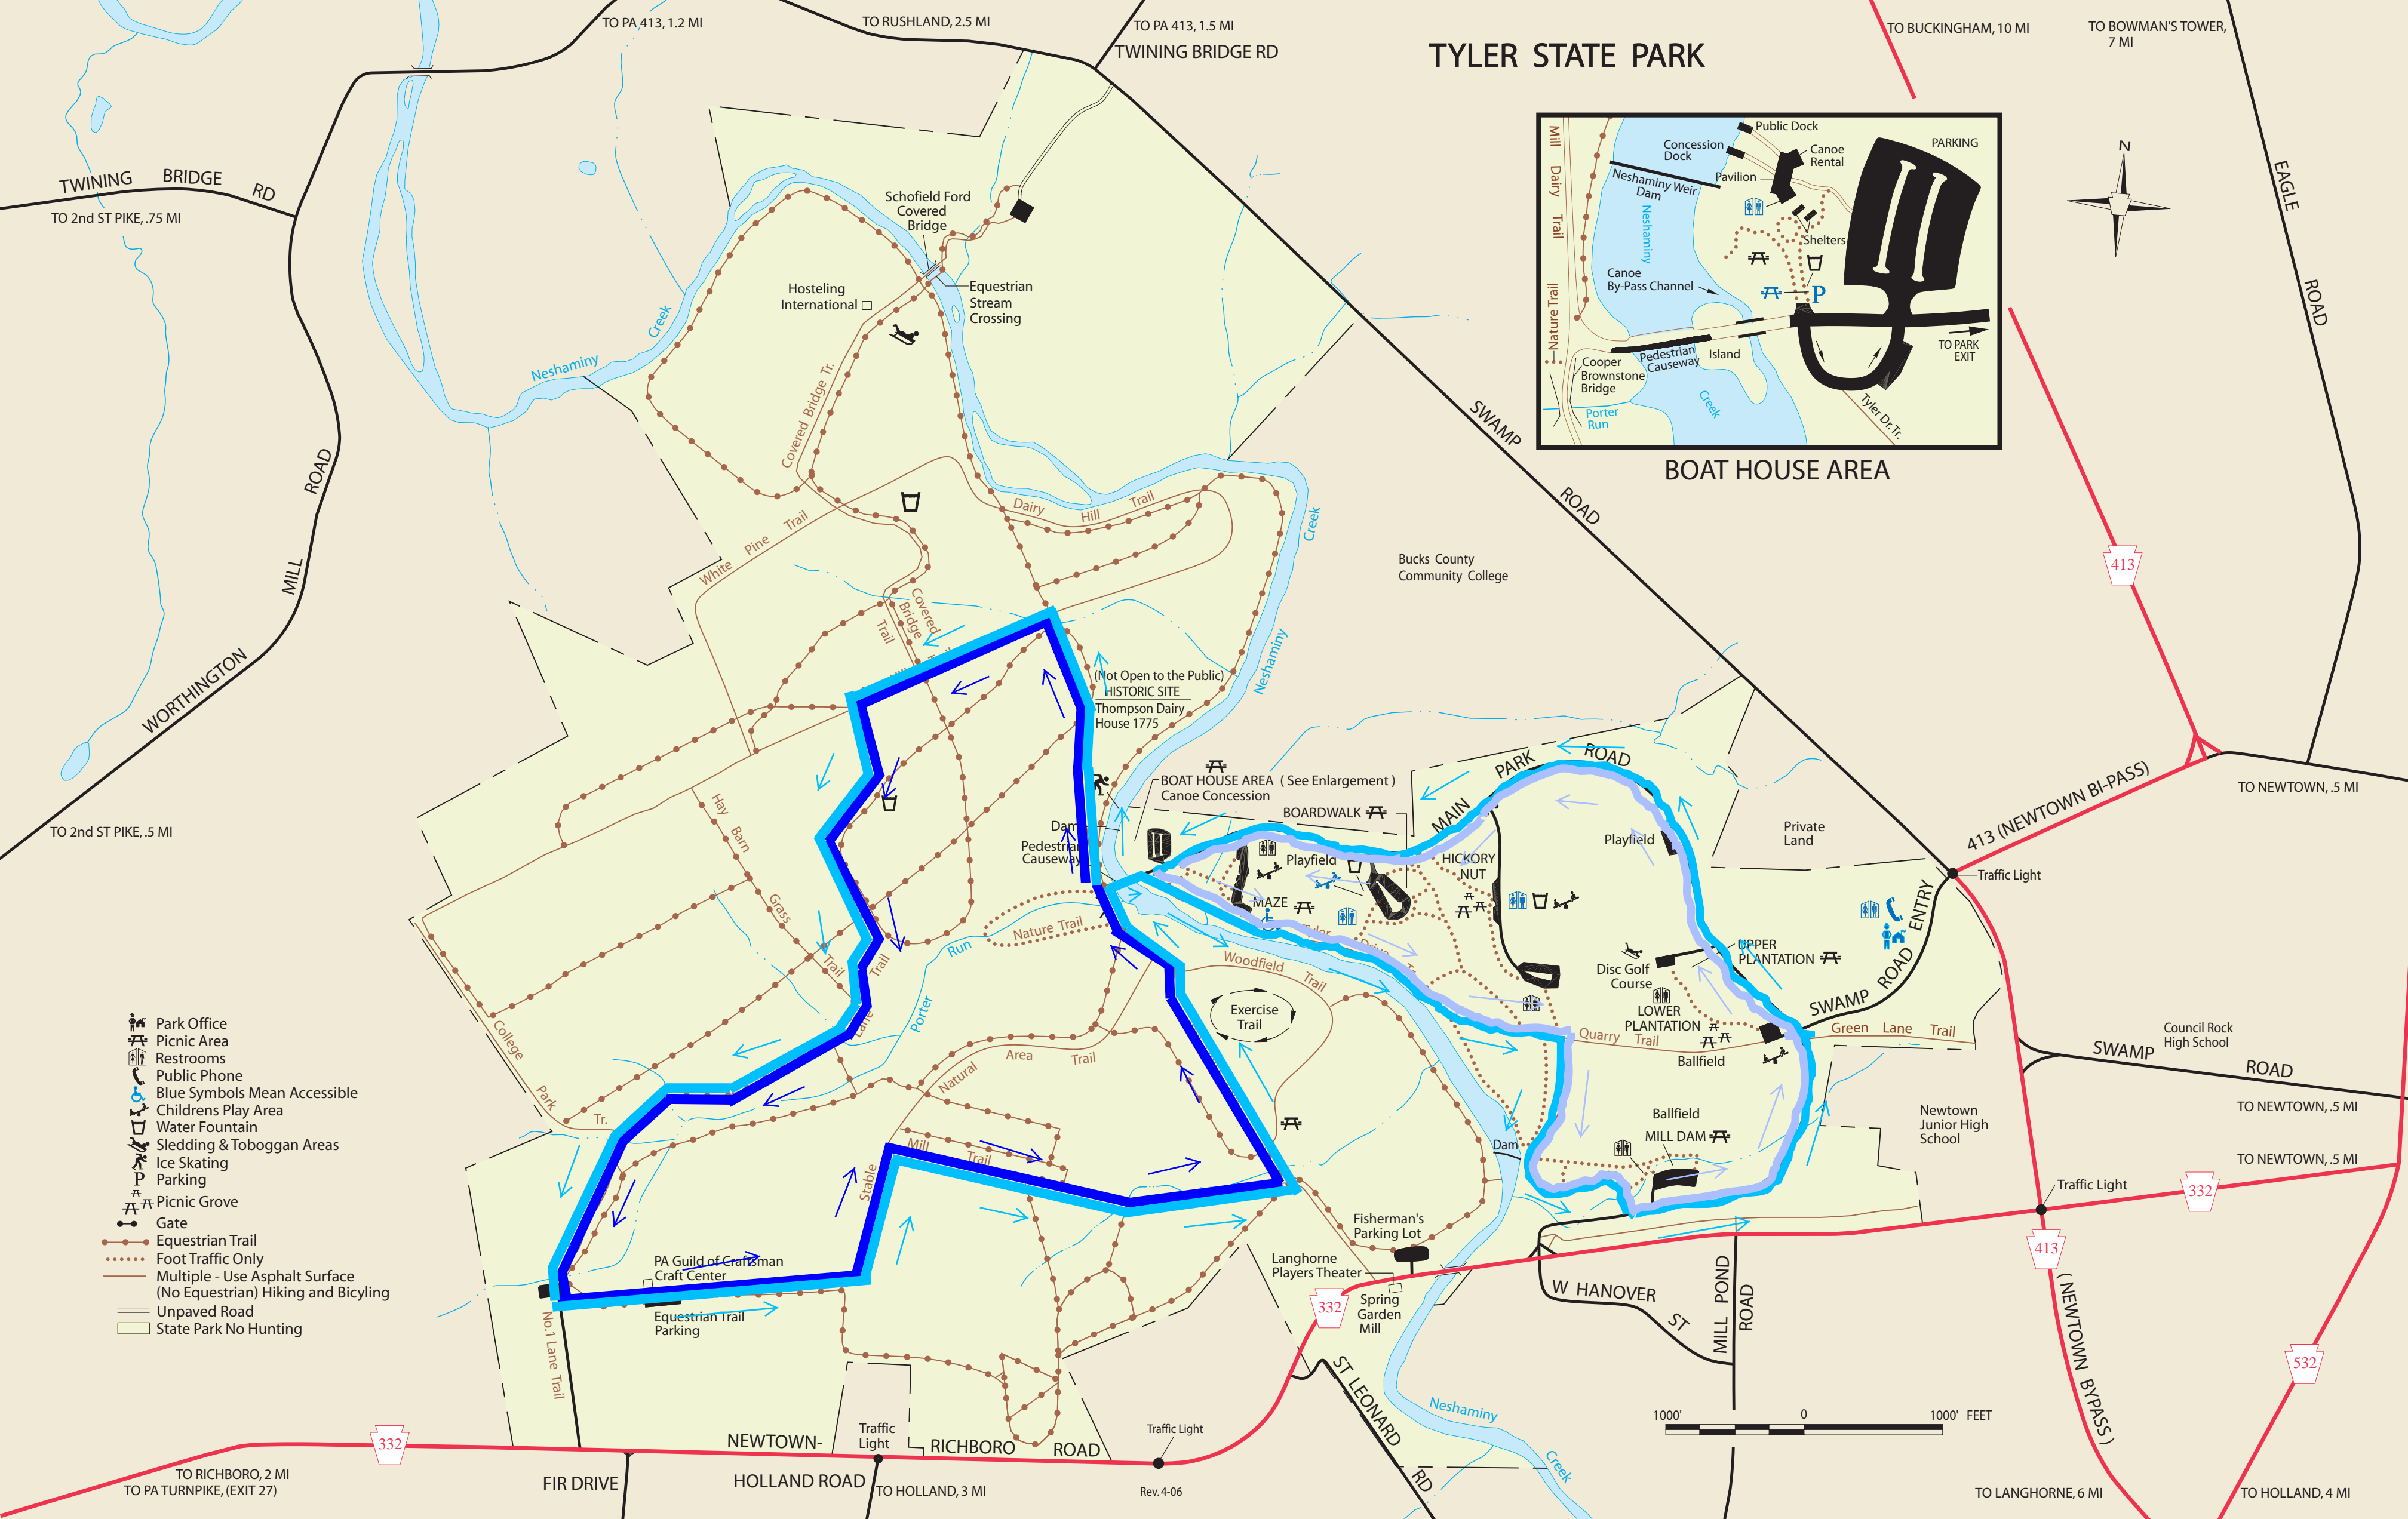 TO PA 413, 1.2 MI
TO RUSHLAND, 2.5 MI
TO PA 413, 1.5 MI
TWINING BRIDGE RD
TYLER STATE PARK
TO BUCKINGHAM, 10 MI
TO BOWMAN'S TOWER,
7 MI
TWINING BRIDGE RD
TO 2nd ST PIKE, .75 MI
Mill Dairy Trail
Nature Trail
Public Dock
Concession
Dock
Canoe
Rental
PARKING
Neshaminy Weir
Dam
Pavilion
Neshaminy
Shelters
Canoe
By-Pass Channel
P
TO PARK
EXIT
Cooper
Brownstone
Bridge
Pedestrian
Causeway
Island
Creek
Porter
Run
Tyler Dr. Tr.
BOAT HOUSE AREA
N
EAGLE ROAD
Schofield Ford
Covered
Bridge
Hosteling
International
Equestrian
Stream
Crossing
Neshaminy
Creek
Covered Bridge Tr.
SWAMP ROAD
WORTHINGTON MILL ROAD
White Pine Trail
Dairy Hill Trail
Creek
Neshaminy
Bucks County
Community College
413
Covered
Bridge
Trail
(Not Open to the Public)
HISTORIC SITE
Thompson Dairy
House 1775
BOAT HOUSE AREA ( See Enlargement )
Canoe Concession
BOARDWALK
MAIN PARK ROAD
Dam
Pedestrian
Causeway
Playfield
HICKORY
NUT
Playfield
Private
Land
413 (NEWTOWN BI-PASS)
TO NEWTOWN, .5 MI
Traffic Light
TO 2nd ST PIKE, .5 MI
Hay Barn
Grass Trail
MAZE
Tyler Drive
Nature Trail
Run
Porter
Lane Trail
Woodfield Trail
Exercise
Trail
Disc Golf
Course
UPPER
PLANTATION
LOWER
PLANTATION
SWAMP ROAD ENTRY
Quarry Trail
Green Lane Trail
Ballfield
Council Rock
High School
SWAMP ROAD
TO NEWTOWN, .5 MI
College Park Tr.
Natural Area Trail
Mill Trail
Stable
Dam
Ballfield
MILL DAM
Newtown
Junior High
School
TO NEWTOWN, .5 MI
Traffic Light
332
413
Park Office
Picnic Area
Restrooms
Public Phone
Blue Symbols Mean Accessible
Childrens Play Area
Water Fountain
Sledding & Toboggan Areas
Ice Skating
P Parking
Picnic Grove
Gate
Equestrian Trail
Foot Traffic Only
Multiple - Use Asphalt Surface
(No Equestrian) Hiking and Bicyling
Unpaved Road
State Park No Hunting
PA Guild of Craftsman
Craft Center
Equestrian Trail
Parking
No.1 Lane Trail
Fisherman's
Parking Lot
Langhorne
Players Theater
Spring
Garden
Mill
332
W HANOVER ST
MILL POND
ROAD
(NEWTOWN BYPASS)
532
ST LEONARD RD
Neshaminy
Creek
1000' 0 1000' FEET
332
Traffic
Light
NEWTOWN-
RICHBORO ROAD
Traffic Light
TO RICHBORO, 2 MI
TO PA TURNPIKE, (EXIT 27)
FIR DRIVE
HOLLAND ROAD
TO HOLLAND, 3 MI
Rev. 4-06
TO LANGHORNE, 6 MI
TO HOLLAND, 4 MI